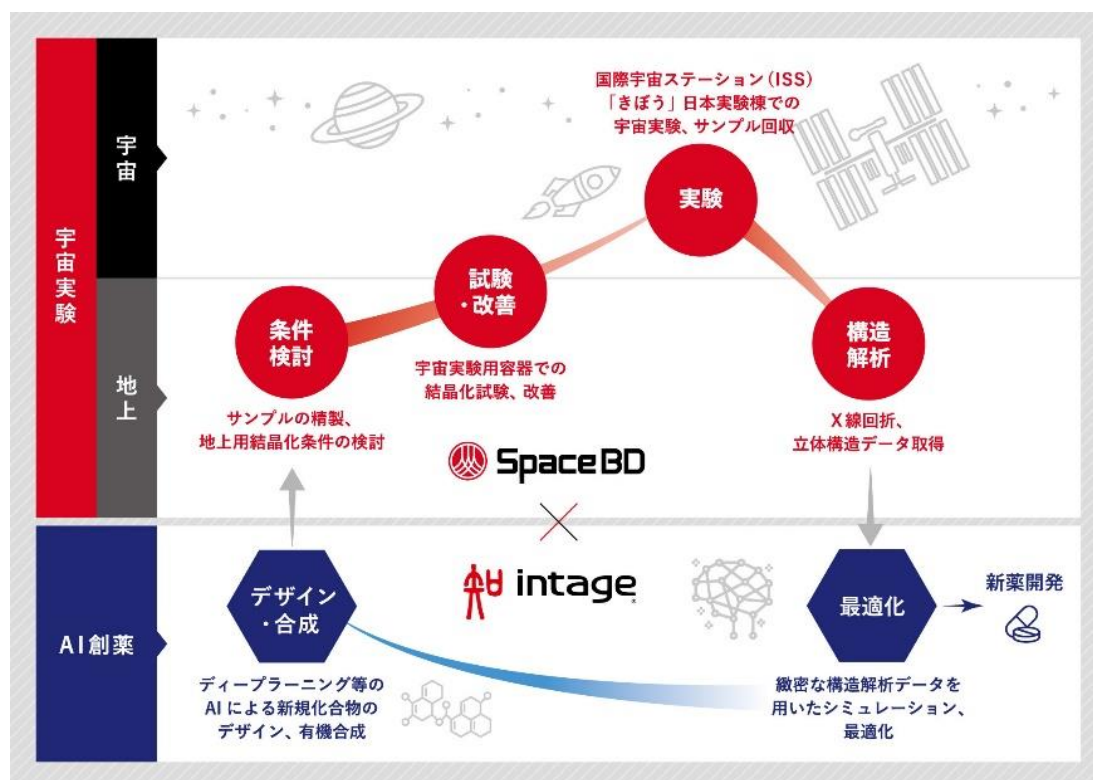 宇宙実験
宇宙
国際宇宙ステーション（ISS）
「きぼう」日本実験棟での
宇宙実験、サンプル回収
実験
地上
条件
検討
サンプルの精製、
地上用結晶化条件の検討
試験
・改善
宇宙実験用容器での
結晶化試験、改善
構造
解析
X線回折、
立体構造データ取得
SpaceBD
intage
AI創薬
デザイン
・合成
ディープラーニング等の
AIによる新規化合物の
デザイン、有機合成
最適化
緻密な構造解析データを
用いたシミュレーション、
最適化
新薬開発